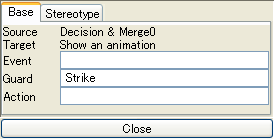 Base Stereotype
Source Decision & Merge0
Target Show an animation
Event
Guard Strike
Action
Close